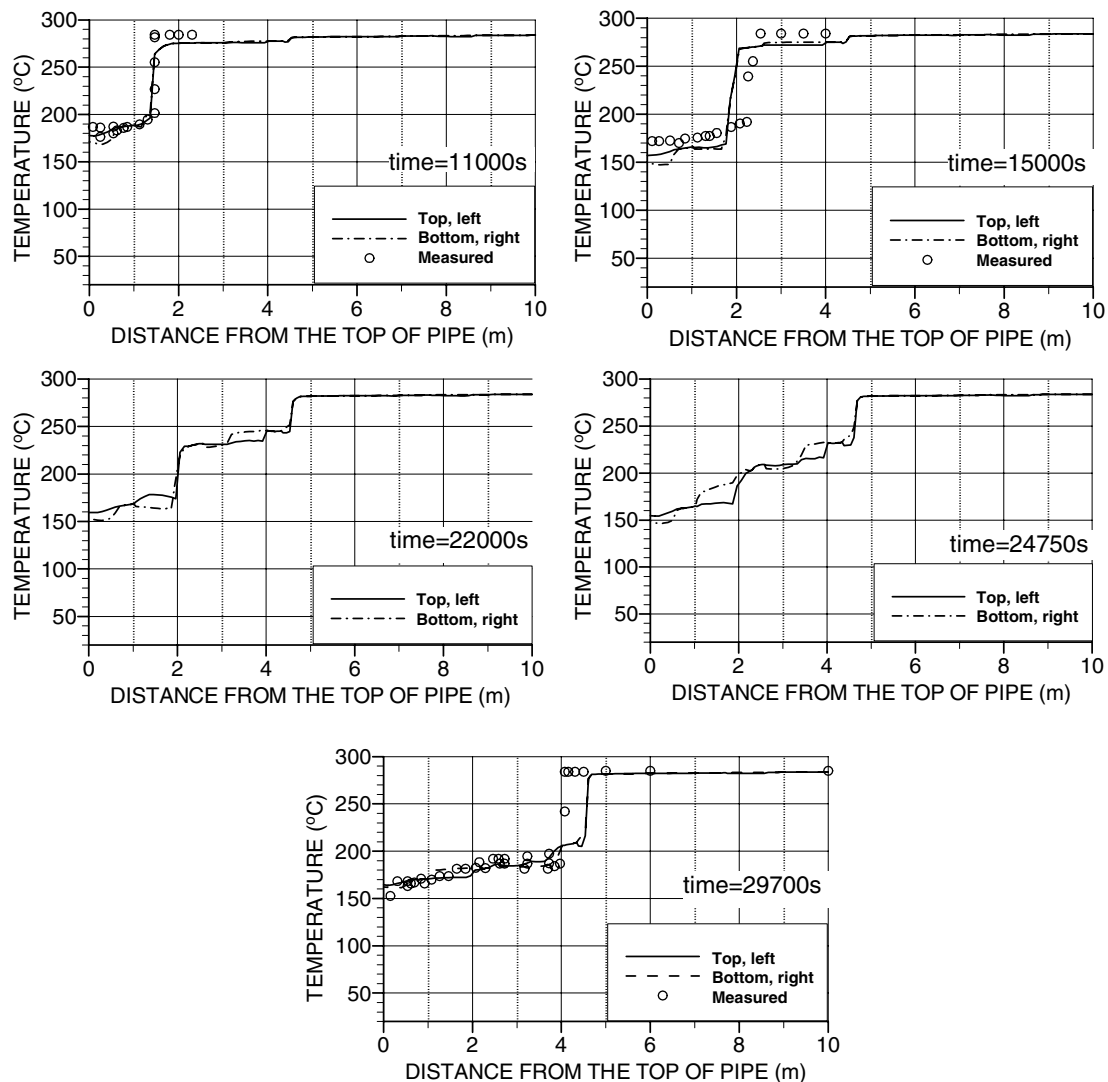 300
250
200
150
100
50
TEMPERATURE (ºC)
time=11000s
Top, left
Bottom, right
Measured
0 2 4 6 8 10
DISTANCE FROM THE TOP OF PIPE (m)
300
250
200
150
100
50
TEMPERATURE (ºC)
time=15000s
Top, left
Bottom, right
Measured
0 2 4 6 8 10
DISTANCE FROM THE TOP OF PIPE (m)
300
250
200
150
100
50
TEMPERATURE (ºC)
time=22000s
Top, left
Bottom, right
0 2 4 6 8 10
DISTANCE FROM THE TOP OF PIPE (m)
300
250
200
150
100
50
TEMPERATURE (ºC)
time=24750s
Top, left
Bottom, right
0 2 4 6 8 10
DISTANCE FROM THE TOP OF PIPE (m)
300
250
200
150
100
50
TEMPERATURE (ºC)
time=29700s
Top, left
Bottom, right
Measured
0 2 4 6 8 10
DISTANCE FROM THE TOP OF PIPE (m)